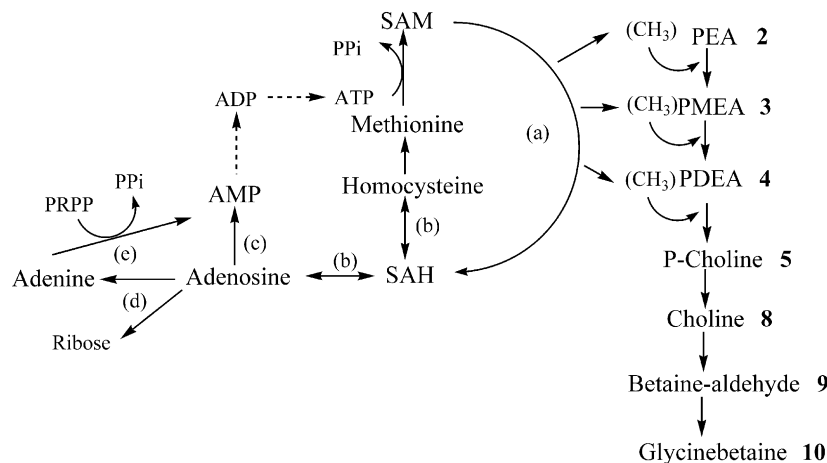 SAM
(CH₃) PEA 2
PPi
ADP ATP
(CH₃)PMEA 3
Methionine
(a)
PPi
Homocysteine
(CH₃) PDEA 4
PRPP
AMP
(b)
(e)
(c)
(b)
P-Choline 5
Adenine Adenosine SAH
(d)
Choline 8
Ribose
Betaine-aldehyde 9
Glycinebetaine 10